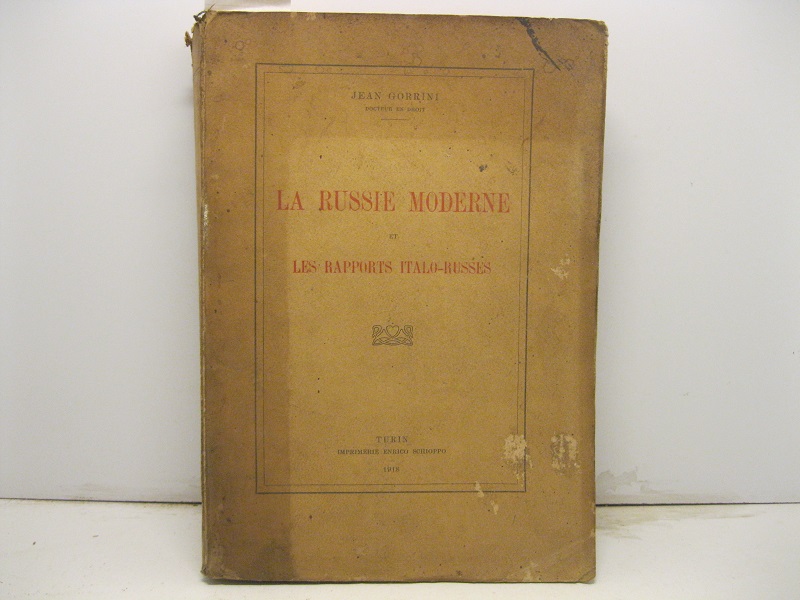 JEAN GORRINI
DOCTEUR EN DROIT
LA RUSSIE MODERNE
ET
LES RAPPORTS ITALO-RUSSES
TURIN
IMPRIMERIE ENRICO SCHIOPPO
1918